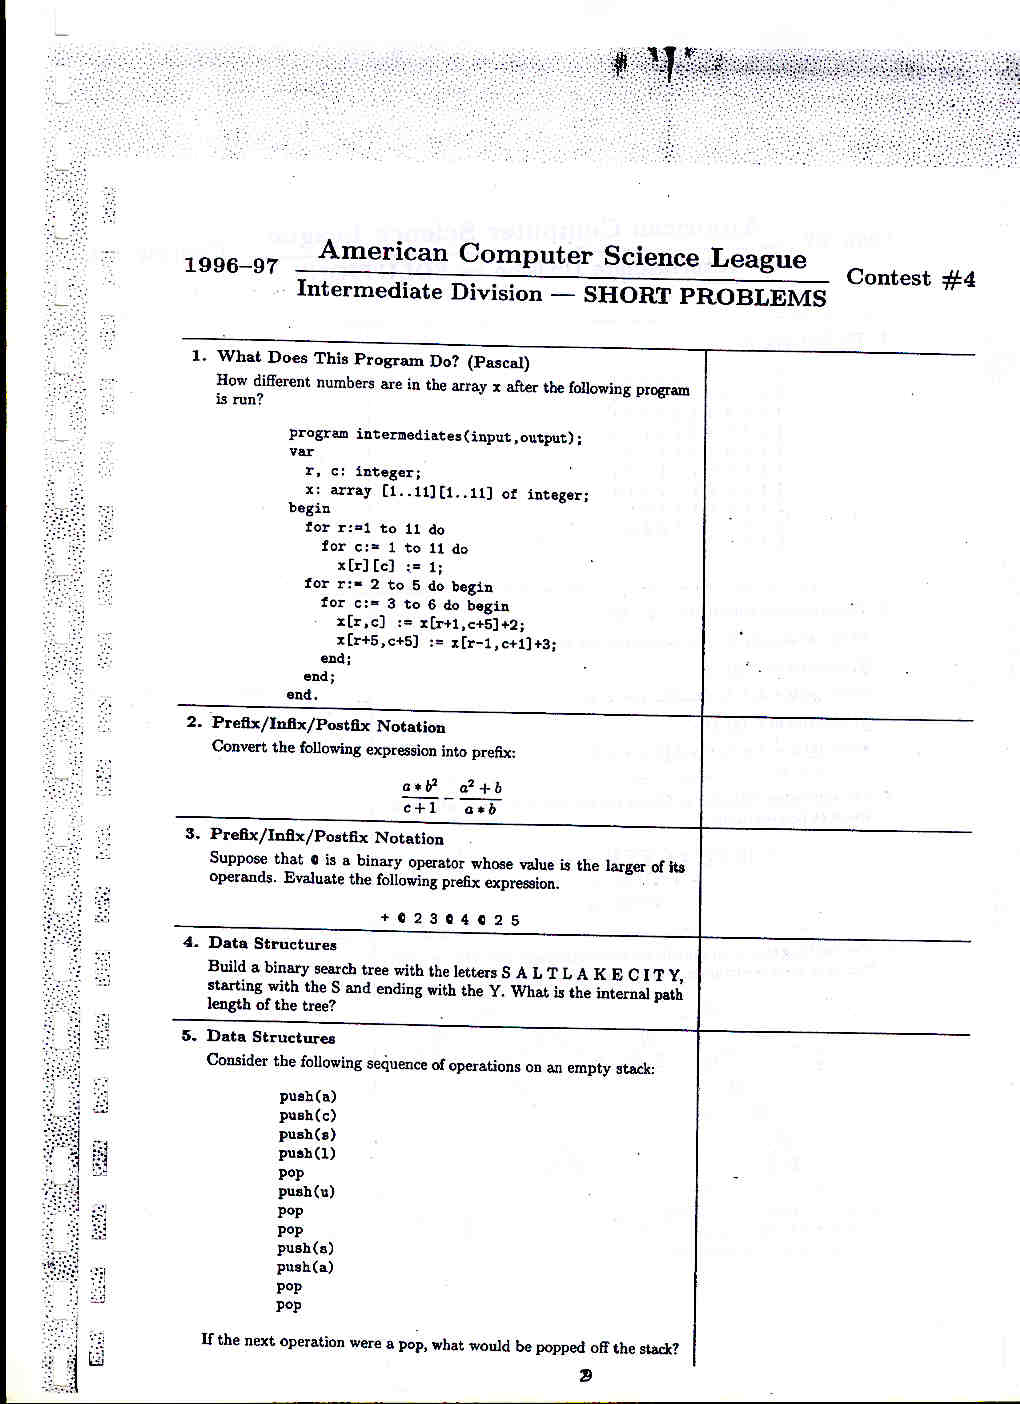 American Computer Science League
1996–97
Contest #4
Intermediate Division — SHORT PROBLEMS
1. What Does This Program Do? (Pascal)
How different numbers are in the array x after the following program
is run?
program intermediates(input,output);
var
r, c: integer;
x: array [1..11][1..11] of integer;
begin
for r:=1 to 11 do
for c:= 1 to 11 do
x[r][c] := 1;
for r:= 2 to 5 do begin
for c:= 3 to 6 do begin
x[r,c] := x[r+1,c+5]+2;
x[r+5,c+5] := x[r-1,c+1]+3;
end;
end;
end.
2. Prefix/Infix/Postfix Notation
Convert the following expression into prefix:
a * b² a² + b
–
c + 1 a * b
3. Prefix/Infix/Postfix Notation
Suppose that @ is a binary operator whose value is the larger of its
operands. Evaluate the following prefix expression.
+ @ 2 3 @ 4 @ 2 5
4. Data Structures
Build a binary search tree with the letters S A L T L A K E C I T Y,
starting with the S and ending with the Y. What is the internal path
length of the tree?
5. Data Structures
Consider the following sequence of operations on an empty stack:
push(a)
push(c)
push(s)
push(l)
pop
push(u)
pop
pop
push(s)
push(a)
pop
pop
If the next operation were a pop, what would be popped off the stack?